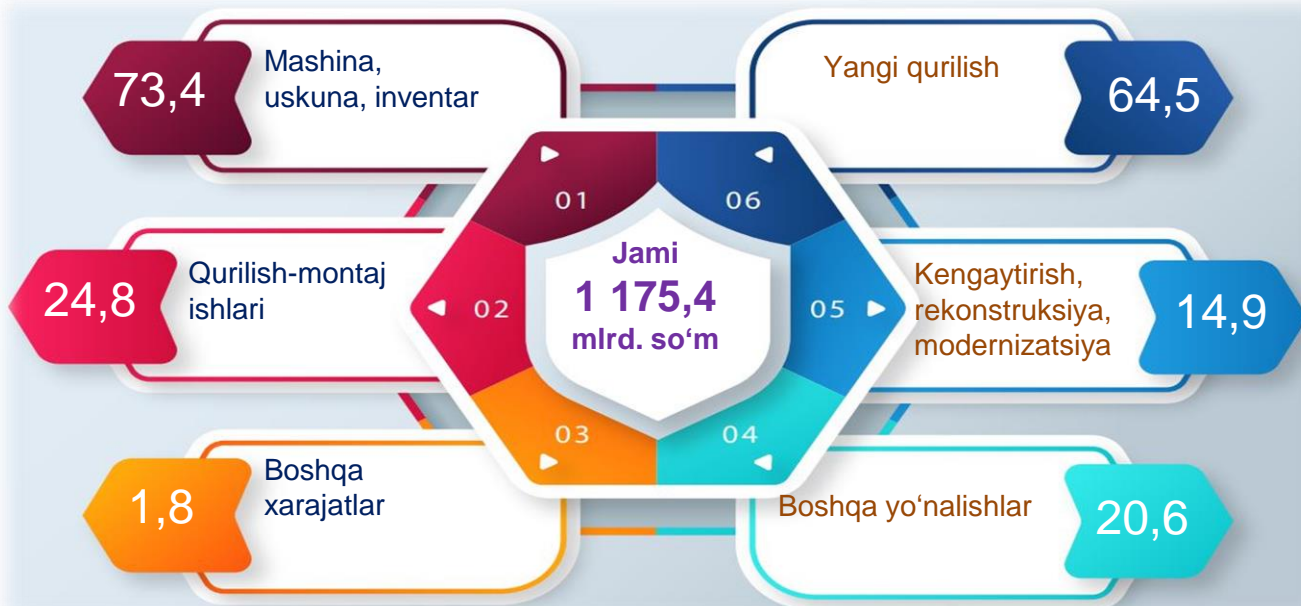 73,4
Mashina,
uskuna, inventar
Yangi qurilish
64,5
01
06
24,8
Qurilish-montaj
ishlari
02
Jami
1 175,4
mlrd. so‘m
05
Kengaytirish,
rekonstruksiya,
modernizatsiya
14,9
03
04
1,8
Boshqa
xarajatlar
Boshqa yo‘nalishlar
20,6